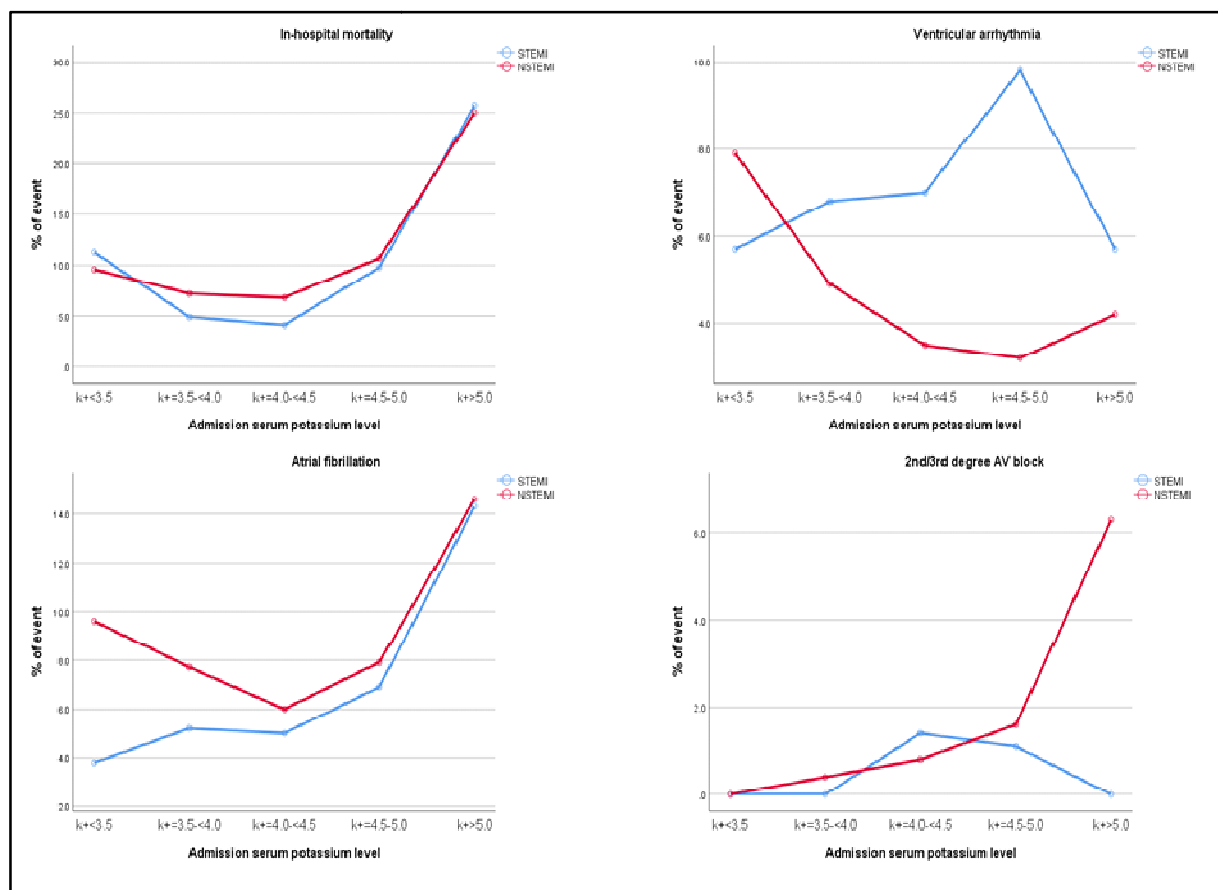 In-hospital mortality
STEMI
NSTEMI
30.0
25.0
20.0
15.0
10.0
5.0
.0
% of event
k+<3.5 k+=3.5-<4.0 k+=4.0-<4.5 k+=4.5-5.0 k+>5.0
Admission serum potassium level
Ventricular arrhythmia
STEMI
NSTEMI
10.0
8.0
6.0
4.0
% of event
k+<3.5 k+=3.5-<4.0 k+=4.0-<4.5 k+=4.5-5.0 k+>5.0
Admission serum potassium level
Atrial fibrillation
STEMI
NSTEMI
14.0
12.0
10.0
8.0
6.0
4.0
2.0
% of event
k+<3.5 k+=3.5-<4.0 k+=4.0-<4.5 k+=4.5-5.0 k+>5.0
Admission serum potassium level
2nd/3rd degree AV block
STEMI
NSTEMI
6.0
4.0
2.0
.0
% of event
k+<3.5 k+=3.5-<4.0 k+=4.0-<4.5 k+=4.5-5.0 k+>5.0
Admission serum potassium level